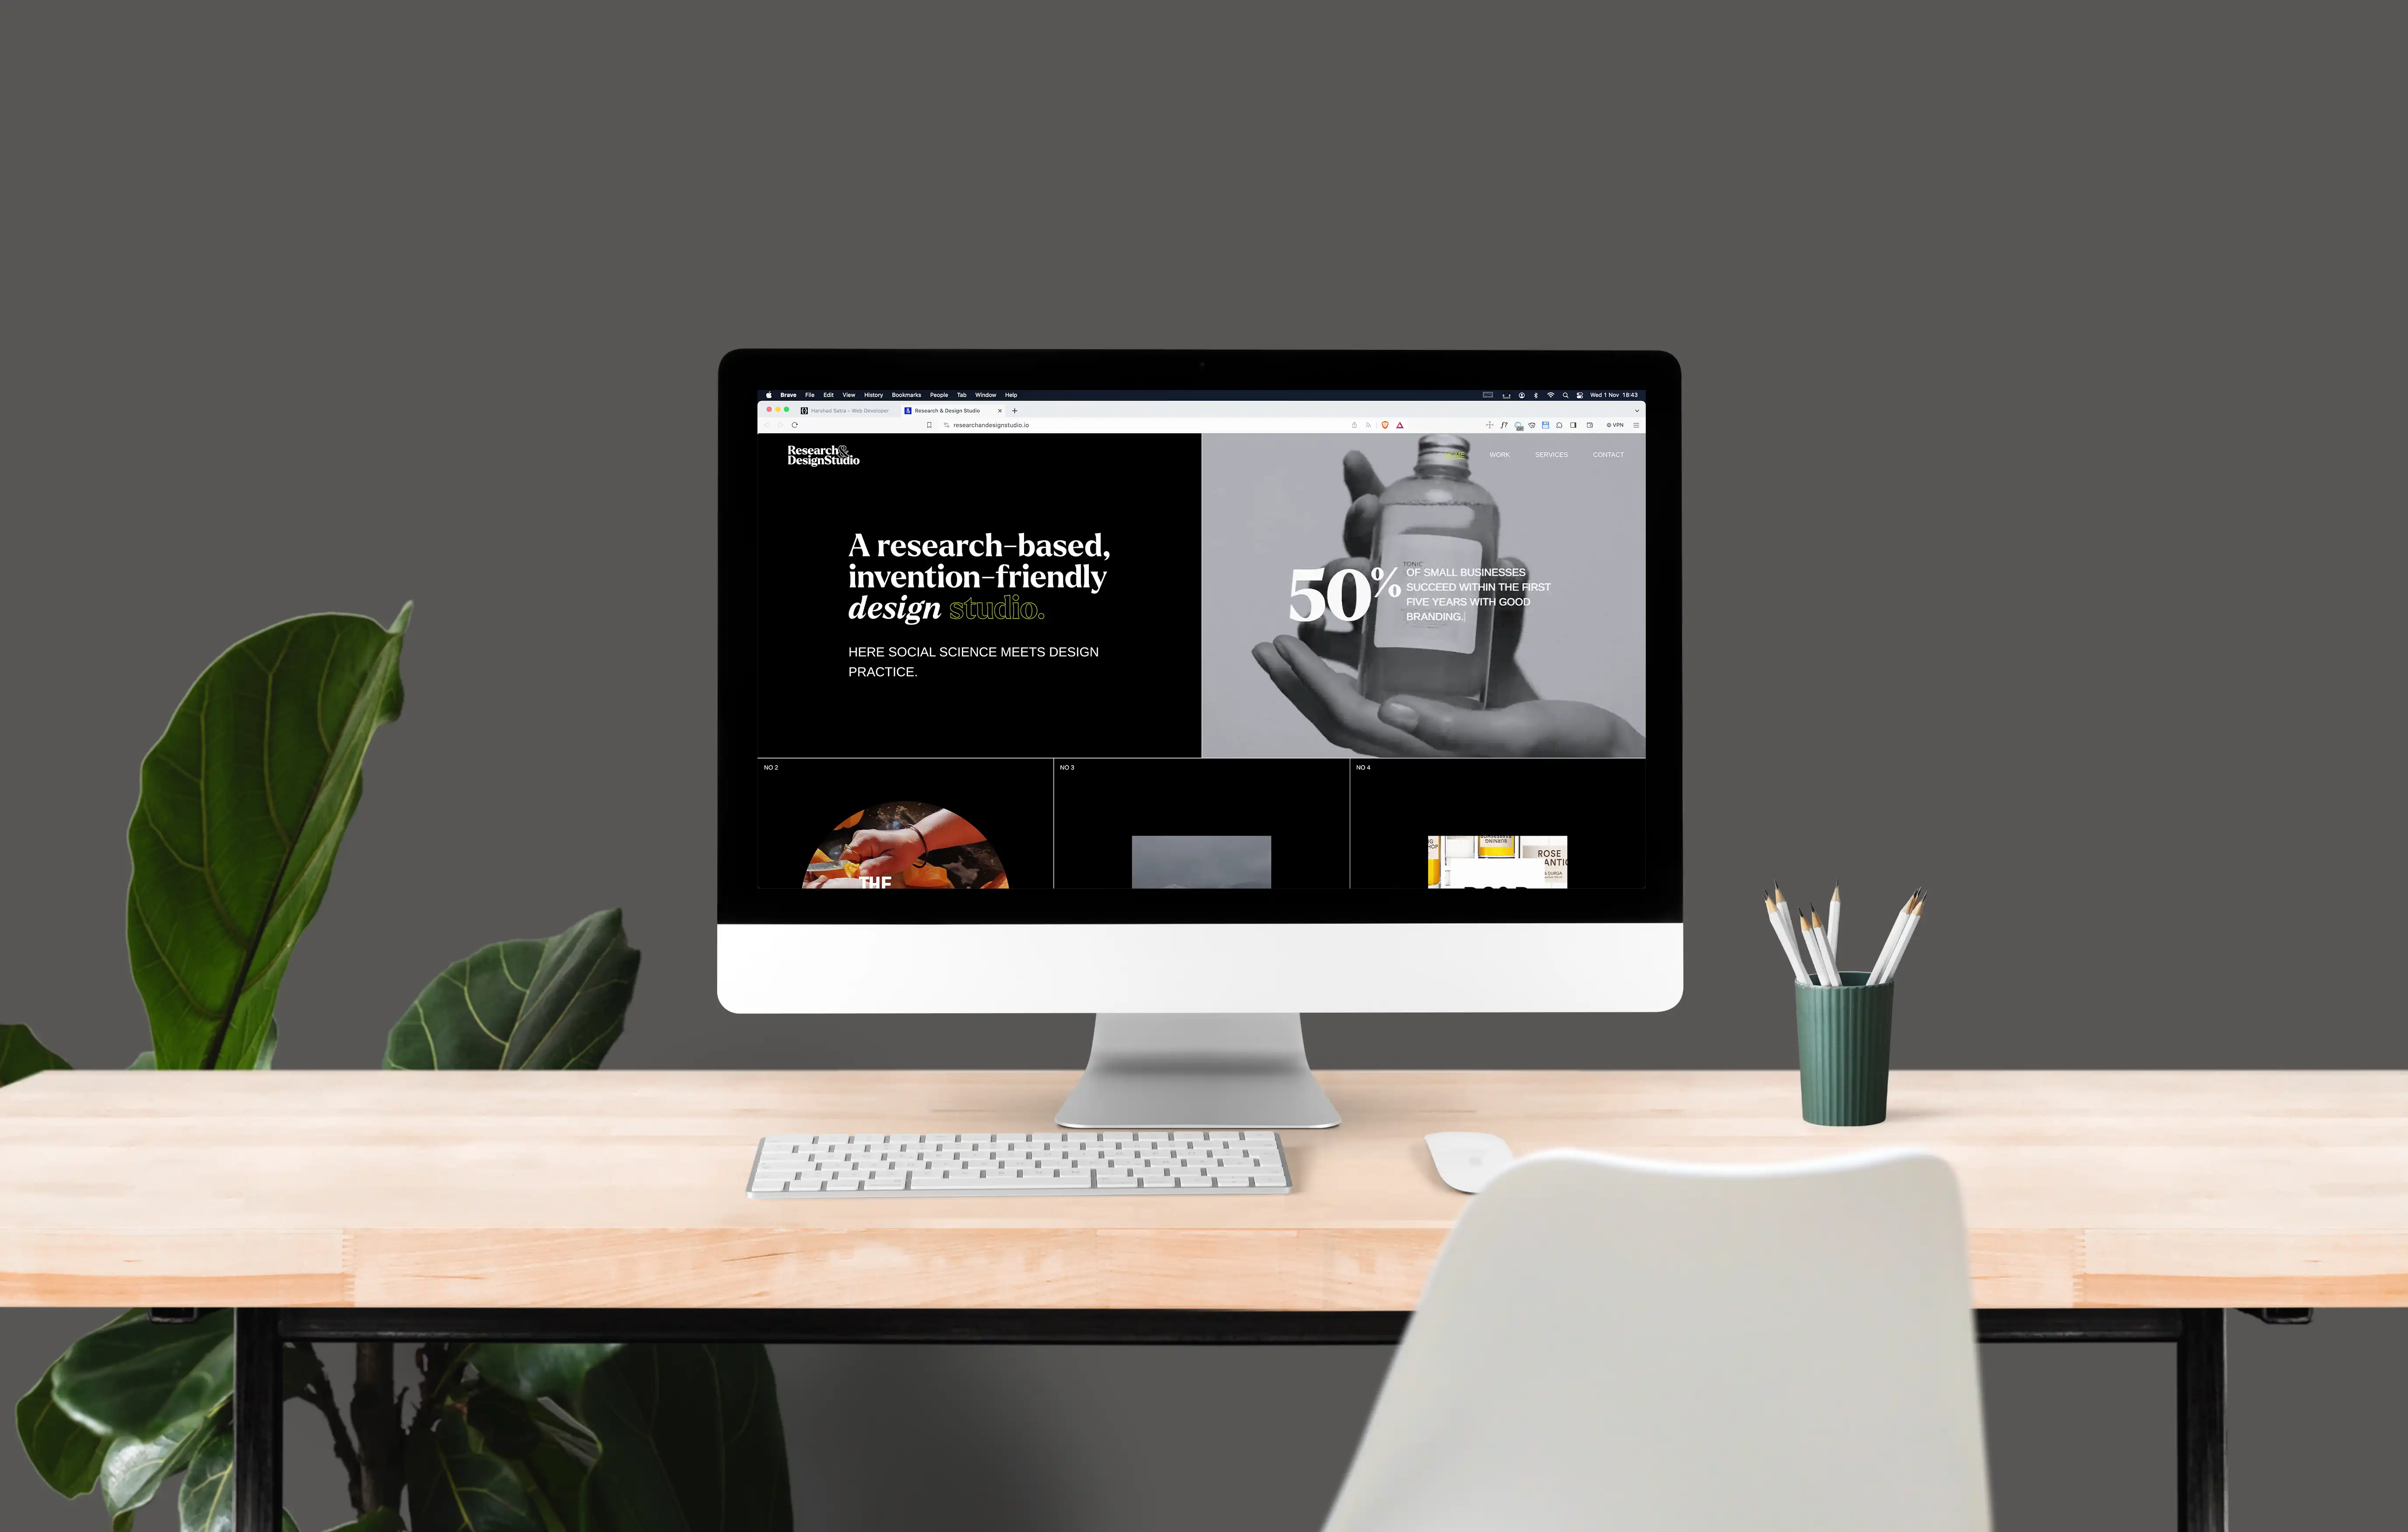 Brave File Edit View History Bookmarks People Tab Window Help
Wed 1 Nov 18:43
Harshad Satra - Web Developer
Research & Design Studio
researchandesignstudio.io
VPN
Research&
DesignStudio
HOME WORK SERVICES CONTACT
A research-based,
invention-friendly
design studio.
HERE SOCIAL SCIENCE MEETS DESIGN
PRACTICE.
TONIC
50%
OF SMALL BUSINESSES
SUCCEED WITHIN THE FIRST
FIVE YEARS WITH GOOD
BRANDING.
NO 2
NO 3
NO 4
THE
BURNING
ROSE
ANTIC
& DURGA